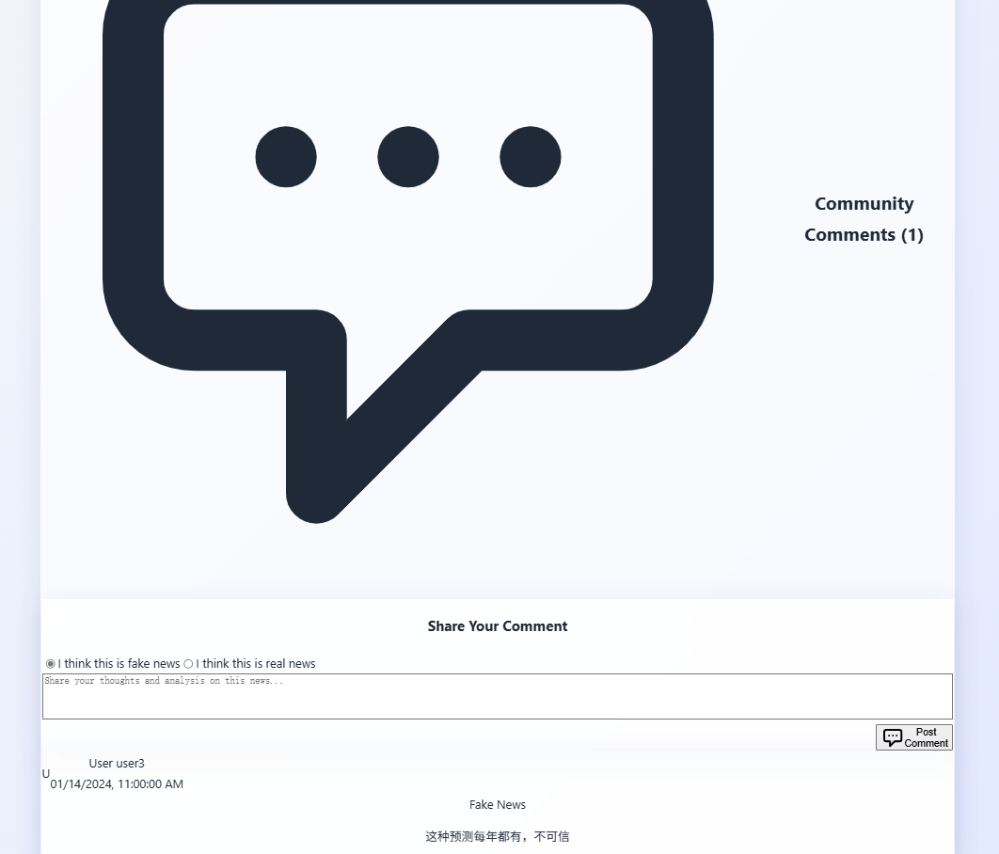 Community
Comments (1)
Share Your Comment
I think this is fake news I think this is real news
Share your thoughts and analysis on this news...
Post
Comment
User user3
U
01/14/2024, 11:00:00 AM
Fake News
这种预测每年都有，不可信